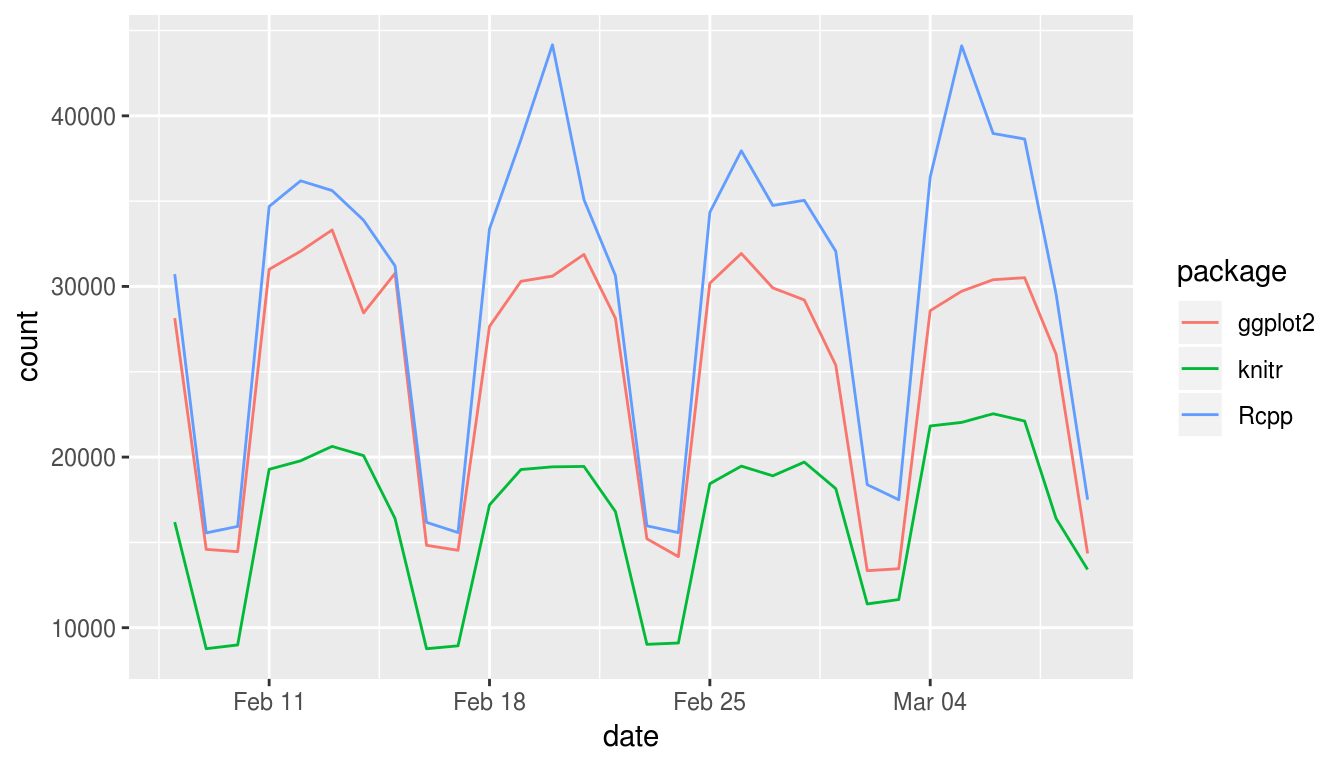 40000
30000
20000
10000
count
Feb 11
Feb 18
Feb 25
Mar 04
date
package
ggplot2
knitr
Rcpp